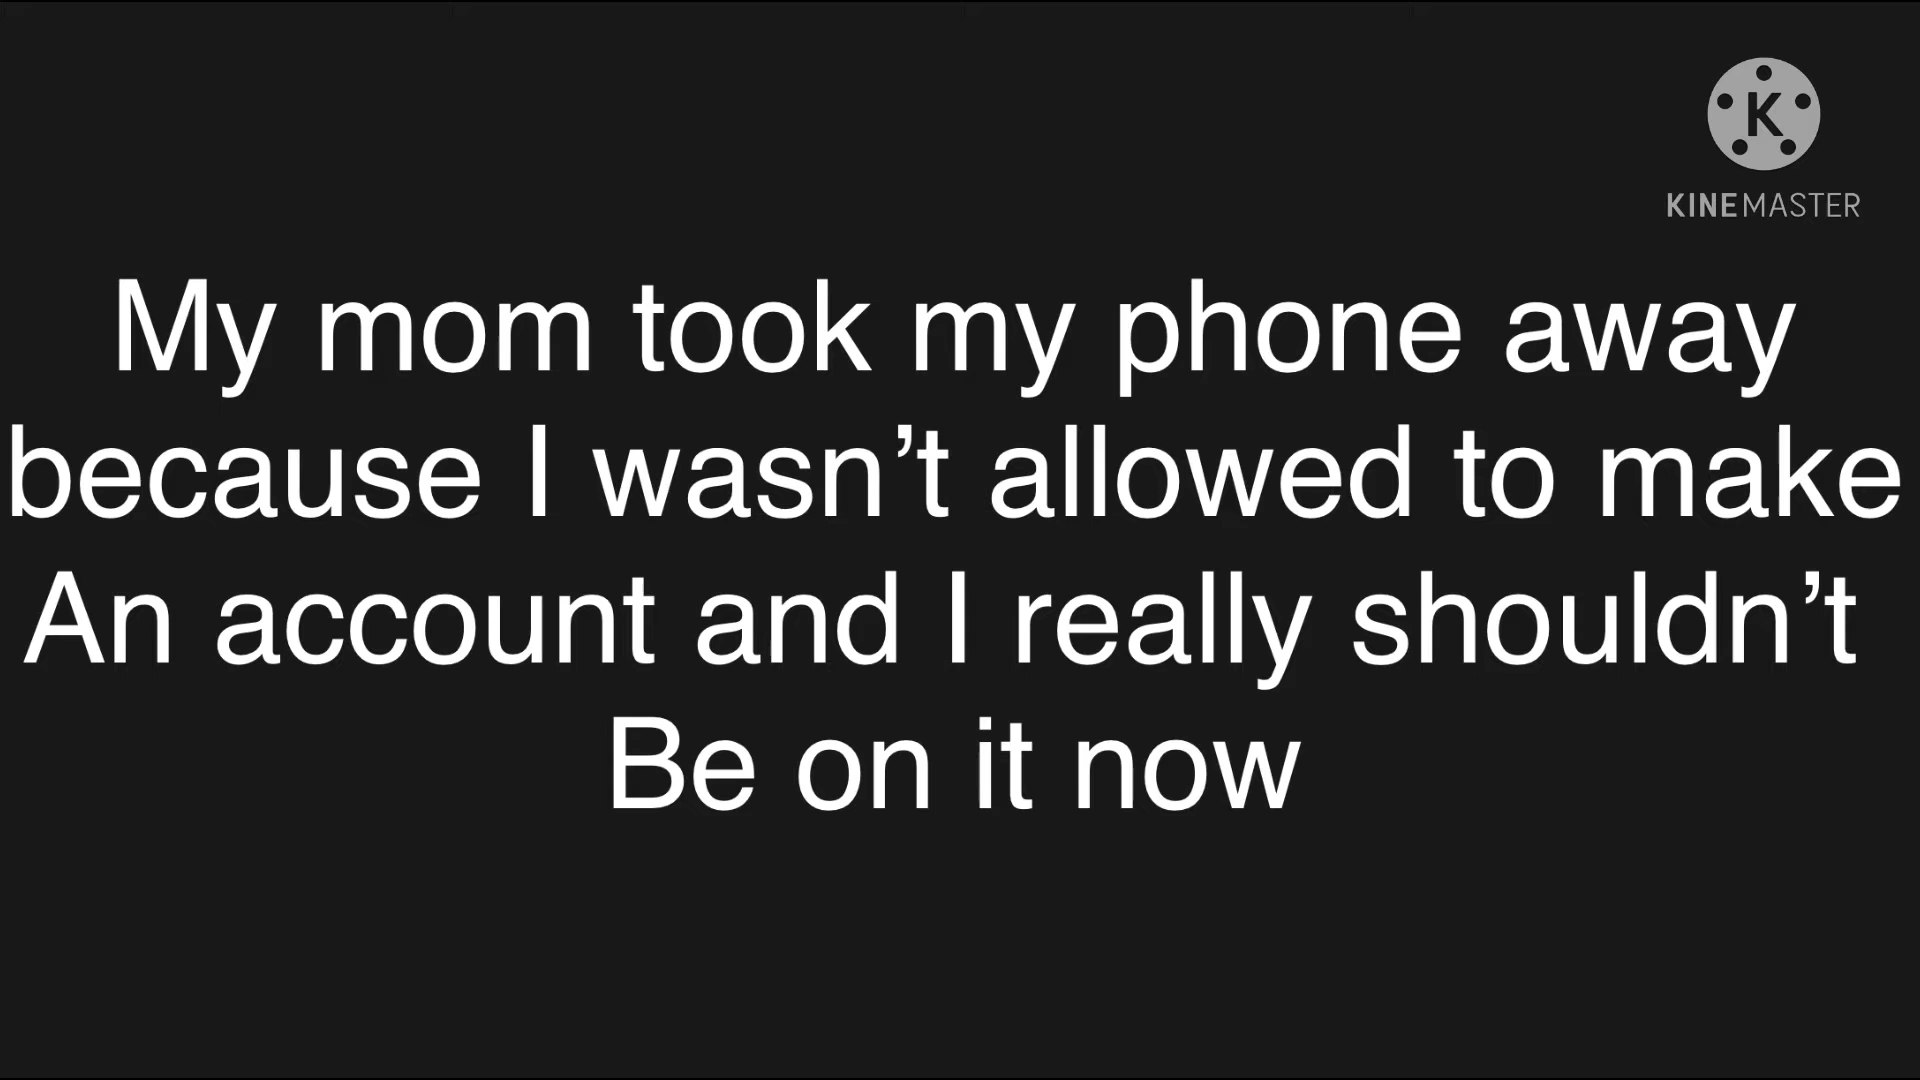 K
KINEMASTER
My mom took my phone away
because I wasn’t allowed to make
An account and I really shouldn’t
Be on it now